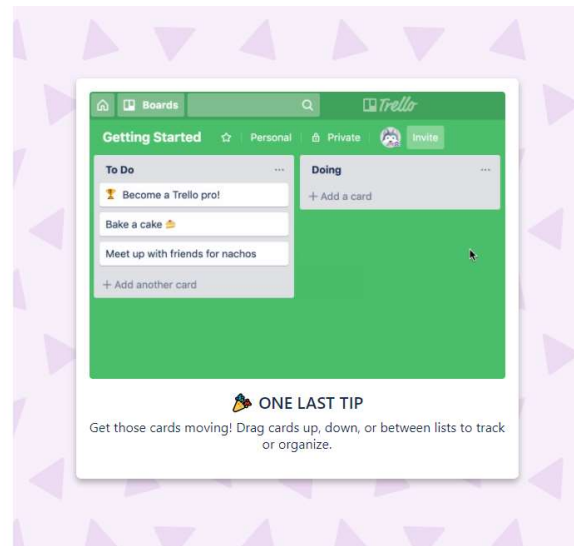 Boards
Trello
Getting Started Personal Private Invite
To Do ...
🏆 Become a Trello pro!
Bake a cake 🍰
Meet up with friends for nachos
+ Add another card
Doing ...
+ Add a card
🎉 ONE LAST TIP
Get those cards moving! Drag cards up, down, or between lists to track
or organize.